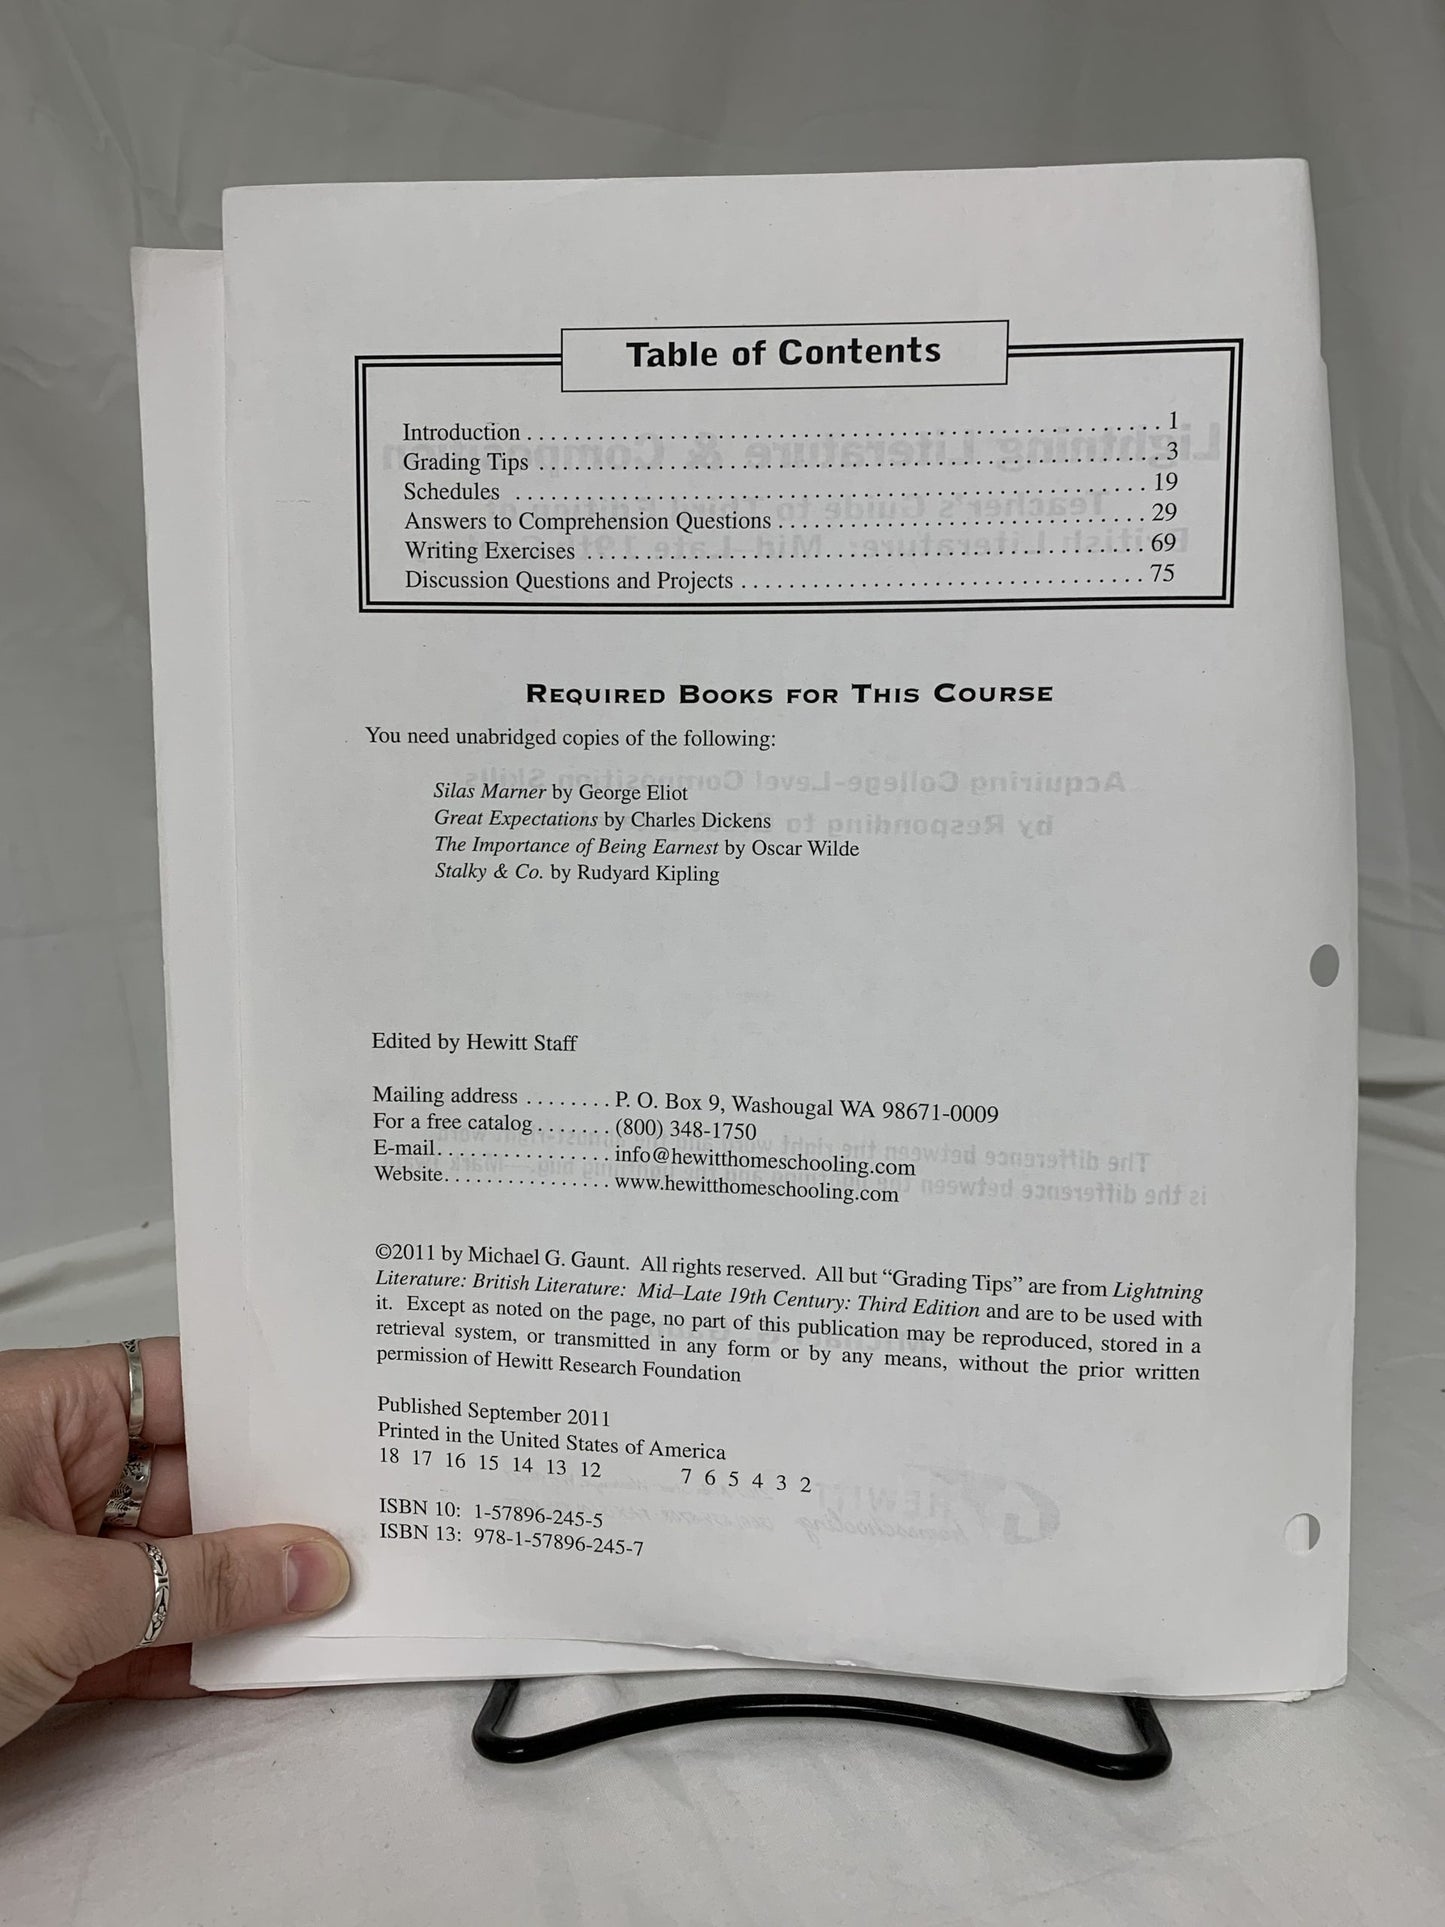 Table of Contents
Introduction . . . . . . . . . . . . . . . . . . . . . . . . . . . . . . . . . . . . . . . . . . . . . . . . . . . . . . 1
Grading Tips . . . . . . . . . . . . . . . . . . . . . . . . . . . . . . . . . . . . . . . . . . . . . . . . . . . . . 3
Schedules . . . . . . . . . . . . . . . . . . . . . . . . . . . . . . . . . . . . . . . . . . . . . . . . . . . . . . 19
Answers to Comprehension Questions . . . . . . . . . . . . . . . . . . . . . . . . . . . . . . . 29
Writing Exercises . . . . . . . . . . . . . . . . . . . . . . . . . . . . . . . . . . . . . . . . . . . . . . . 69
Discussion Questions and Projects . . . . . . . . . . . . . . . . . . . . . . . . . . . . . . . . . . 75
REQUIRED BOOKS FOR THIS COURSE
You need unabridged copies of the following:
Silas Marner by George Eliot
Great Expectations by Charles Dickens
The Importance of Being Earnest by Oscar Wilde
Stalky & Co. by Rudyard Kipling
Edited by Hewitt Staff
Mailing address . . . . . . . . P. O. Box 9, Washougal WA 98671-0009
For a free catalog . . . . . . . (800) 348-1750
E-mail. . . . . . . . . . . . . . . . info@hewitthomeschooling.com
Website. . . . . . . . . . . . . . . www.hewitthomeschooling.com
©2011 by Michael G. Gaunt. All rights reserved. All but “Grading Tips” are from Lightning
Literature: British Literature: Mid–Late 19th Century: Third Edition and are to be used with
it. Except as noted on the page, no part of this publication may be reproduced, stored in a
retrieval system, or transmitted in any form or by any means, without the prior written
permission of Hewitt Research Foundation
Published September 2011
Printed in the United States of America
18 17 16 15 14 13 12 7 6 5 4 3 2
ISBN 10: 1-57896-245-5
ISBN 13: 978-1-57896-245-7